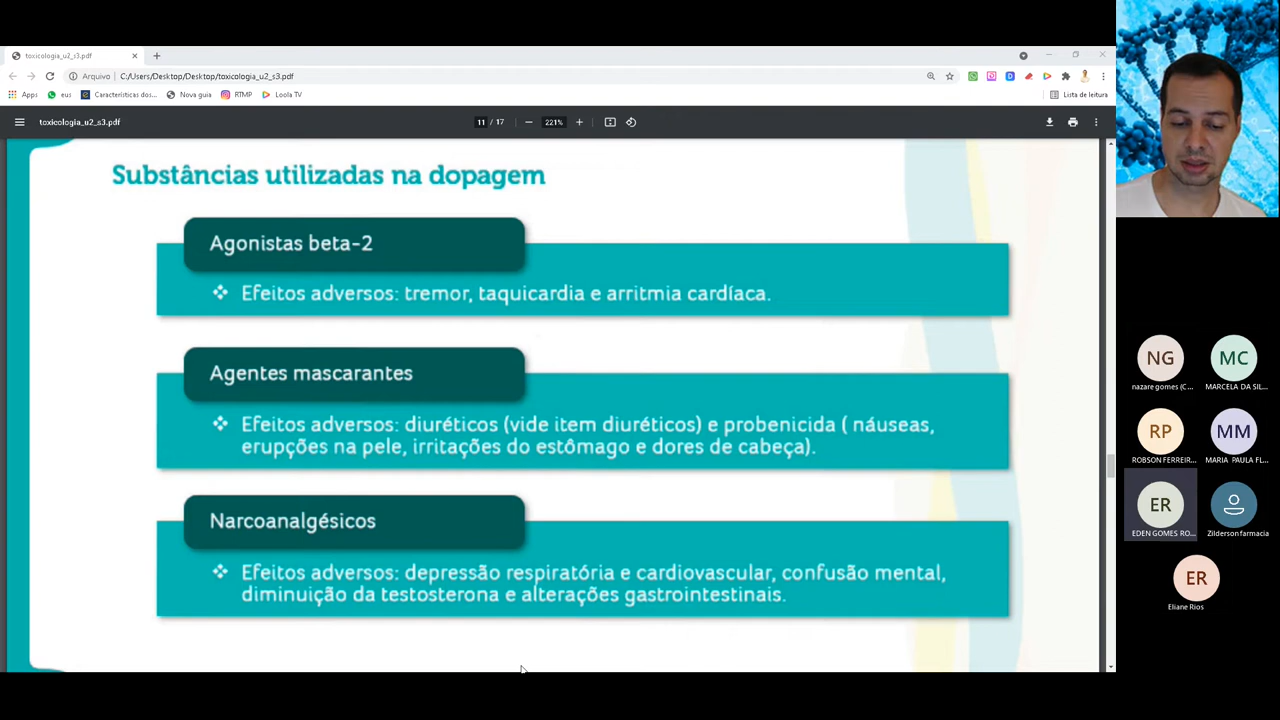 toxicologia_u2_s3.pdf
Arquivo
C:/Users/Desktop/Desktop/toxicologia_u2_s3.pdf
Apps
eus
Características dos...
Nova guia
RTMP
Loola TV
Lista de leitura
toxicologia_u2_s3.pdf
11 / 17
221%
Substâncias utilizadas na dopagem
Agonistas beta-2
Efeitos adversos: tremor, taquicardia e arritmia cardíaca.
Agentes mascarantes
Efeitos adversos: diuréticos (vide item diuréticos) e probenicida ( náuseas,
erupções na pele, irritações do estômago e dores de cabeça).
Narcoanalgésicos
Efeitos adversos: depressão respiratória e cardiovascular, confusão mental,
diminuição da testosterona e alterações gastrointestinais.
NG
nazare gomes (C...
MC
MARCELA DA SIL...
RP
ROBSON FERREIR...
MM
MARIA PAULA FL...
ER
EDEN GOMES RO...
Zilderson farmacia
ER
Eliane Rios